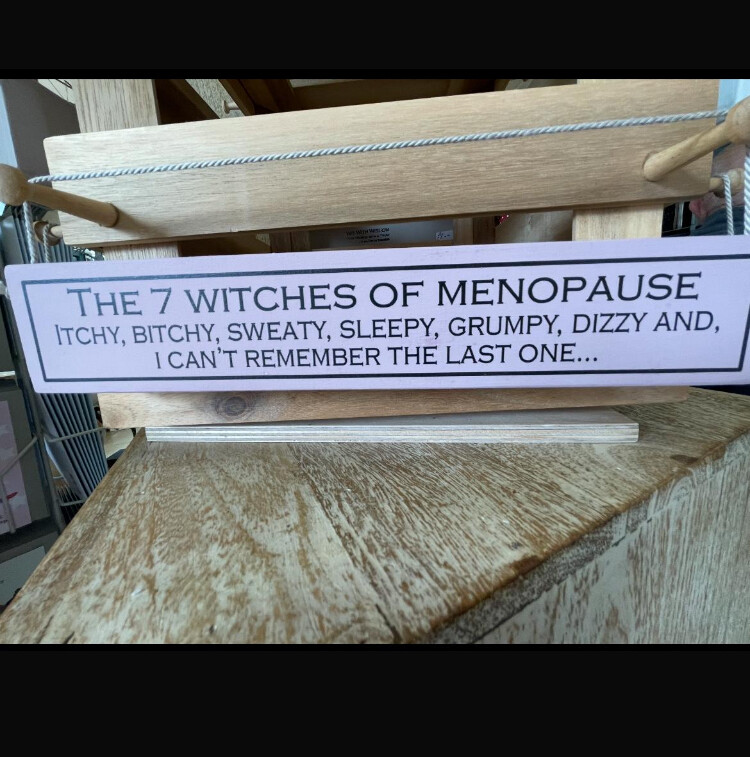 THE 7 WITCHES OF MENOPAUSE
ITCHY, BITCHY, SWEATY, SLEEPY, GRUMPY, DIZZY AND,
I CAN'T REMEMBER THE LAST ONE...